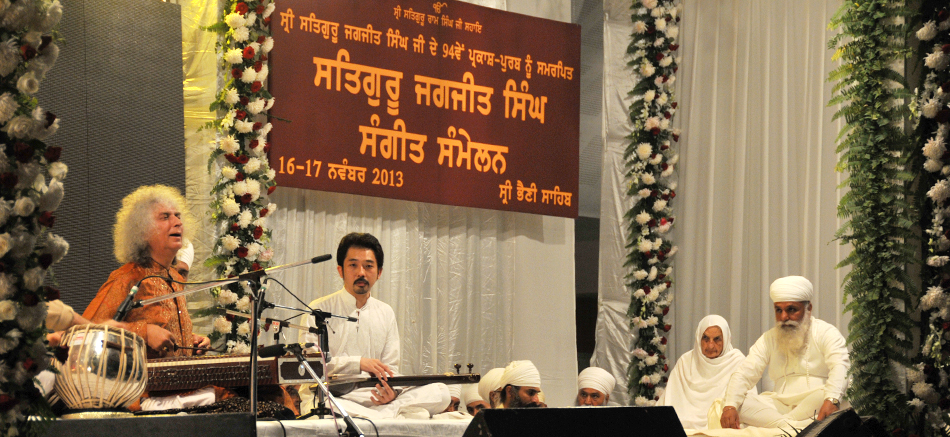 ੴ
ਸ੍ਰੀ ਸਤਿਗੁਰੂ ਰਾਮ ਸਿੰਘ ਜੀ ਸਹਾਇ
ਸ੍ਰੀ ਸਤਿਗੁਰੂ ਜਗਜੀਤ ਸਿੰਘ ਜੀ ਦੇ 94ਵੇਂ ਪ੍ਰਕਾਸ਼-ਪੁਰਬ ਨੂੰ ਸਮਰਪਿਤ
ਸਤਿਗੁਰੂ ਜਗਜੀਤ ਸਿੰਘ
ਸੰਗੀਤ ਸੰਮੇਲਨ
16-17 ਨਵੰਬਰ 2013
ਸ੍ਰੀ ਭੈਣੀ ਸਾਹਿਬ